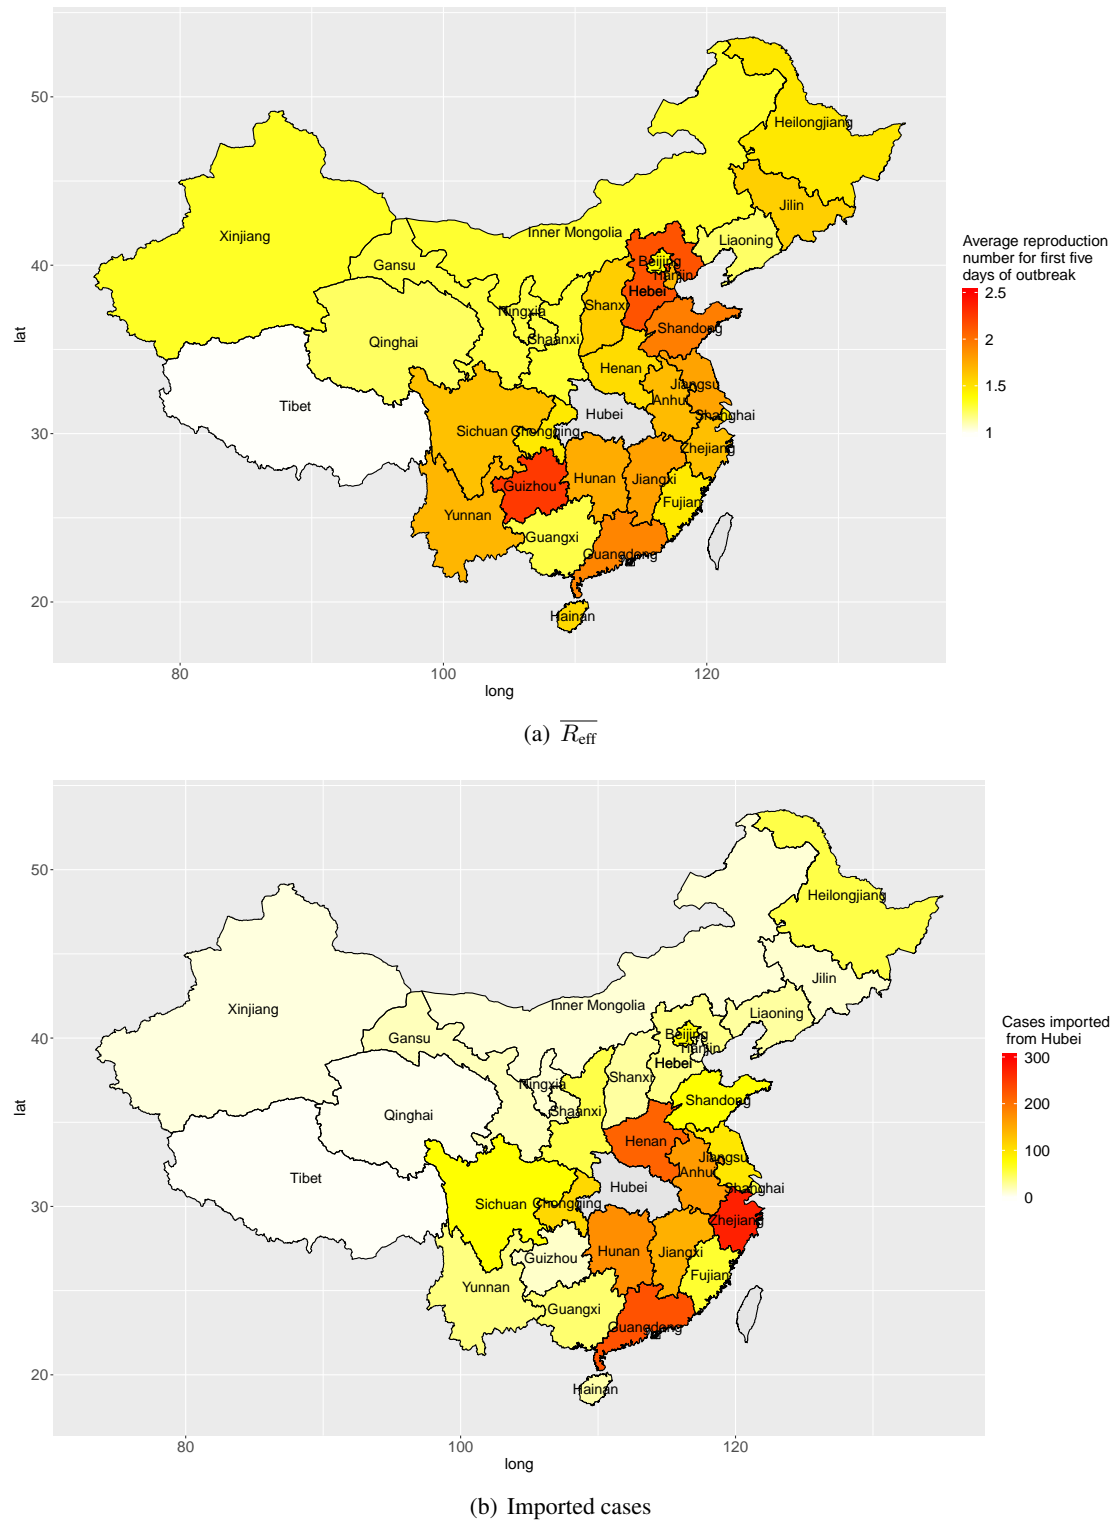 50
40
30
20
lat
Heilongjiang
Jilin
Xinjiang
Inner Mongolia
Liaoning
Gansu
Beijing
Tianjin
Hebei
Ningxia
Shanxi
Shandong
Shaanxi
Qinghai
Henan
Jiangsu
Anhui
Tibet
Hubei
Shanghai
Sichuan
Chongqing
Zhejiang
Hunan
Jiangxi
Guizhou
Fujian
Yunnan
Guangxi
Guangdong
Hainan
80
100
120
long
Average reproduction
number for first five
days of outbreak
2.5
2
1.5
1
(a) R_eff
50
40
30
20
lat
Heilongjiang
Jilin
Xinjiang
Inner Mongolia
Liaoning
Gansu
Beijing
Tianjin
Hebei
Ningxia
Shanxi
Shandong
Shaanxi
Qinghai
Henan
Jiangsu
Anhui
Tibet
Hubei
Shanghai
Sichuan
Chongqing
Zhejiang
Hunan
Jiangxi
Guizhou
Fujian
Yunnan
Guangxi
Guangdong
Hainan
80
100
120
long
Cases imported
from Hubei
300
200
100
0
(b) Imported cases